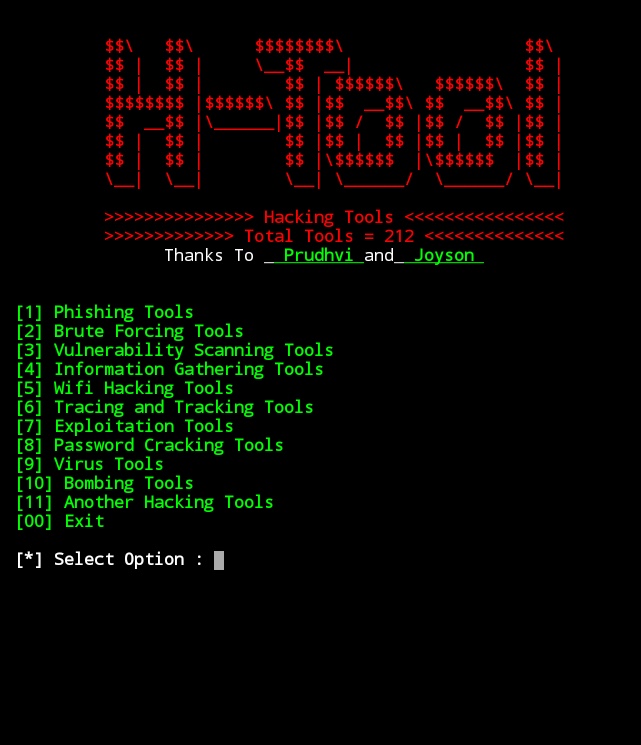 $$\   $$\      $$$$$$$$\                  $$\
$$ |  $$ |     \__$$  __|                 $$ |
$$ |  $$ |        $$ | $$$$$$\   $$$$$$\  $$ |
$$$$$$$$ |$$$$$$\ $$ |$$  __$$\ $$  __$$\ $$ |
$$  __$$ |\______|$$ |$$ /  $$ |$$ /  $$ |$$ |
$$ |  $$ |        $$ |$$ |  $$ |$$ |  $$ |$$ |
$$ |  $$ |        $$ |\$$$$$$  |\$$$$$$  |$$ |
\__|  \__|        \__| \______/  \______/ \__|
>>>>>>>>>>>>>>> Hacking Tools <<<<<<<<<<<<<<<<
>>>>>>>>>>>>> Total Tools = 212 <<<<<<<<<<<<<<
Thanks To _ Prudhvi and_ Joyson
[1] Phishing Tools
[2] Brute Forcing Tools
[3] Vulnerability Scanning Tools
[4] Information Gathering Tools
[5] Wifi Hacking Tools
[6] Tracing and Tracking Tools
[7] Exploitation Tools
[8] Password Cracking Tools
[9] Virus Tools
[10] Bombing Tools
[11] Another Hacking Tools
[00] Exit
[*] Select Option :